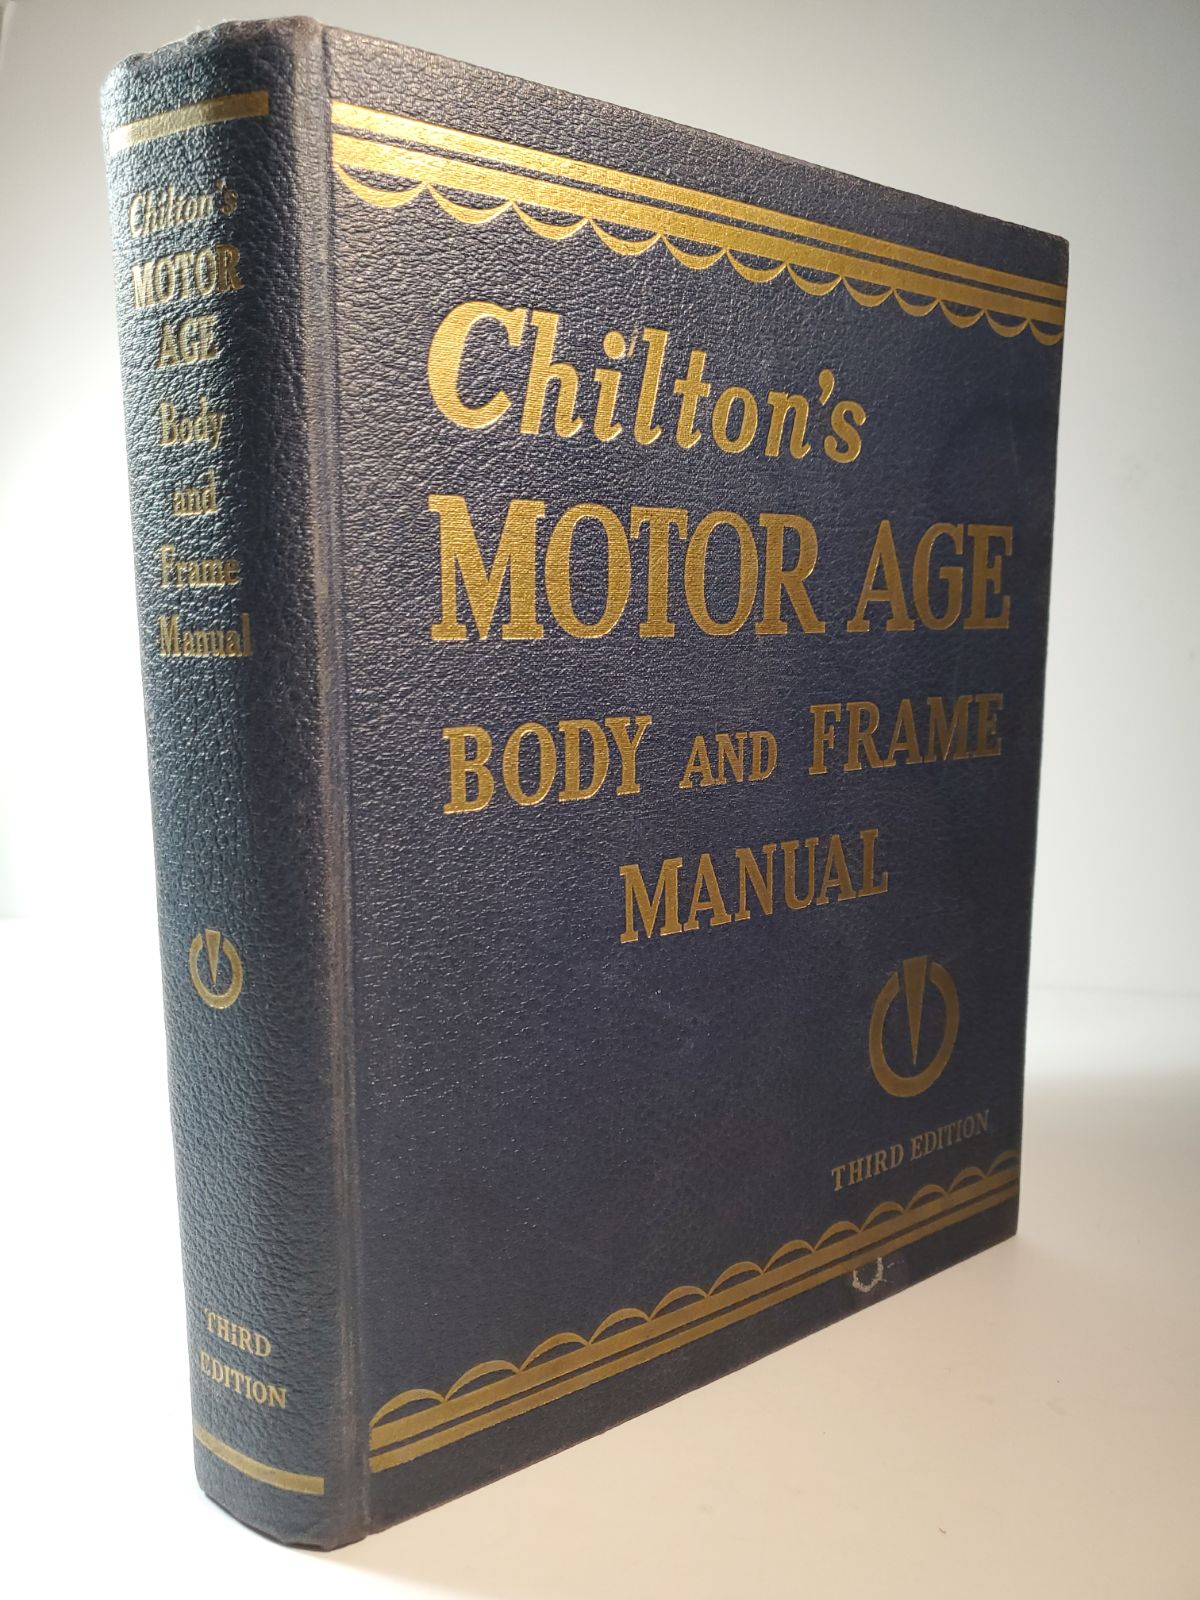 Chilton's
MOTOR
AGE
Body
and
Frame
Manual
THIRD
EDITION
Chilton's
MOTOR AGE
BODY AND FRAME
MANUAL
THIRD EDITION